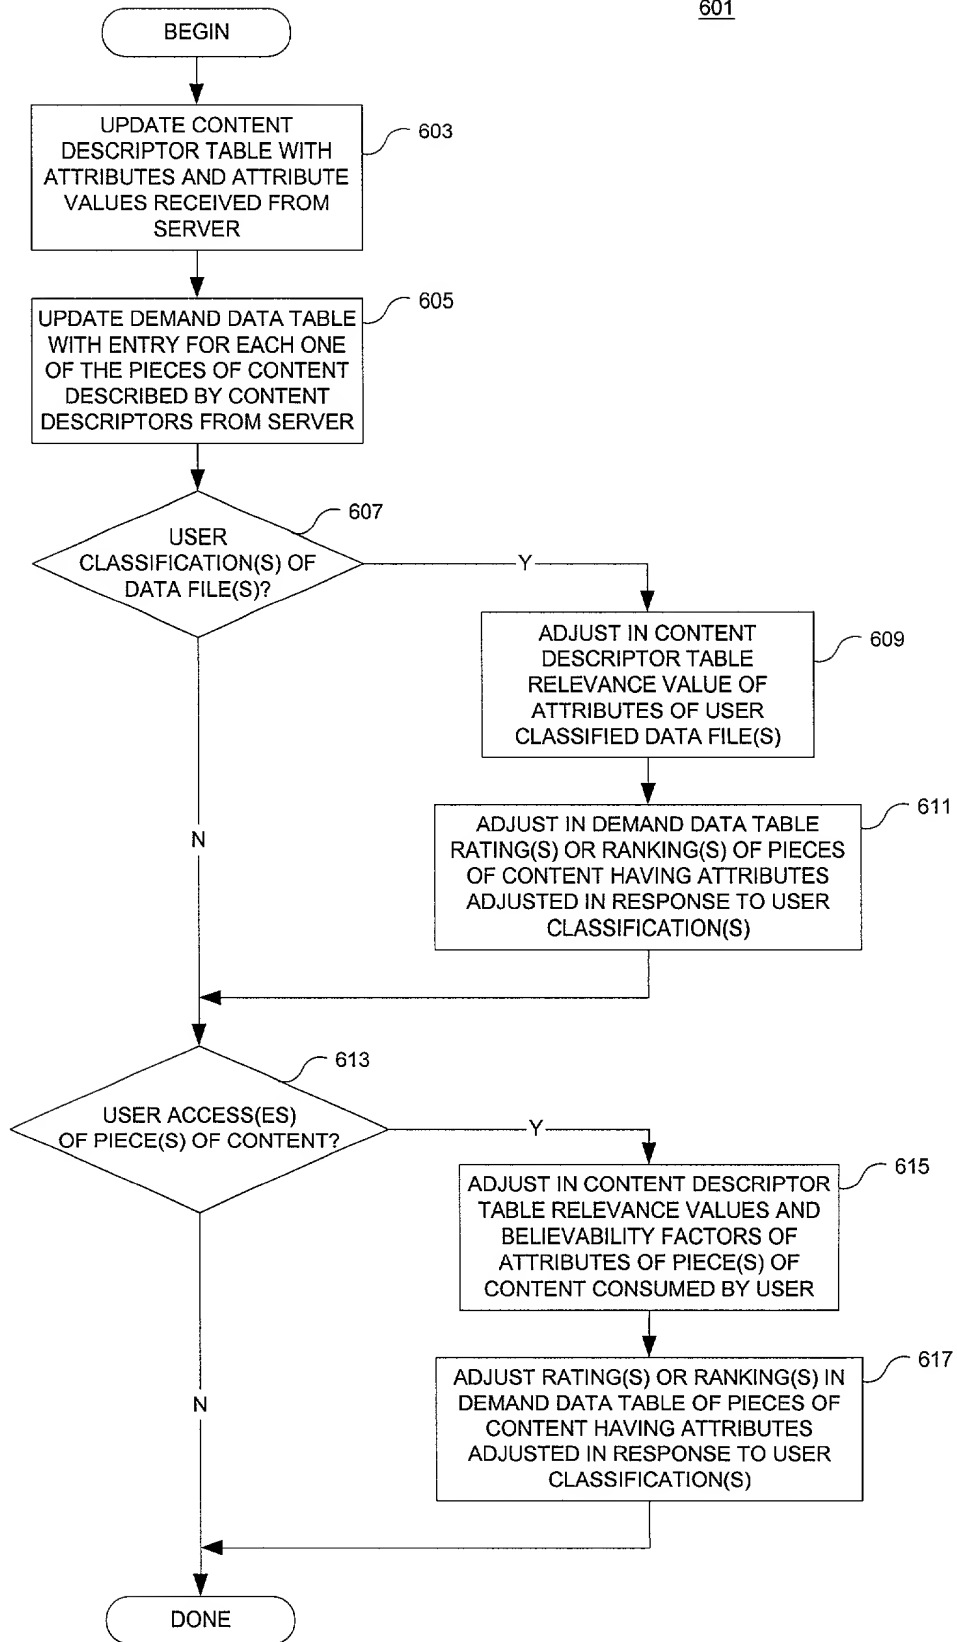 601
BEGIN
UPDATE CONTENT
DESCRIPTOR TABLE WITH
ATTRIBUTES AND ATTRIBUTE
VALUES RECEIVED FROM
SERVER
603
UPDATE DEMAND DATA TABLE
WITH ENTRY FOR EACH ONE
OF THE PIECES OF CONTENT
DESCRIBED BY CONTENT
DESCRIPTORS FROM SERVER
605
USER
CLASSIFICATION(S) OF
DATA FILE(S)?
607
Y
ADJUST IN CONTENT
DESCRIPTOR TABLE
RELEVANCE VALUE OF
ATTRIBUTES OF USER
CLASSIFIED DATA FILE(S)
609
ADJUST IN DEMAND DATA TABLE
RATING(S) OR RANKING(S) OF PIECES
OF CONTENT HAVING ATTRIBUTES
ADJUSTED IN RESPONSE TO USER
CLASSIFICATION(S)
611
N
USER ACCESS(ES)
OF PIECE(S) OF CONTENT?
613
Y
ADJUST IN CONTENT DESCRIPTOR
TABLE RELEVANCE VALUES AND
BELIEVABILITY FACTORS OF
ATTRIBUTES OF PIECE(S) OF
CONTENT CONSUMED BY USER
615
ADJUST RATING(S) OR RANKING(S) IN
DEMAND DATA TABLE OF PIECES OF
CONTENT HAVING ATTRIBUTES
ADJUSTED IN RESPONSE TO USER
CLASSIFICATION(S)
617
N
DONE